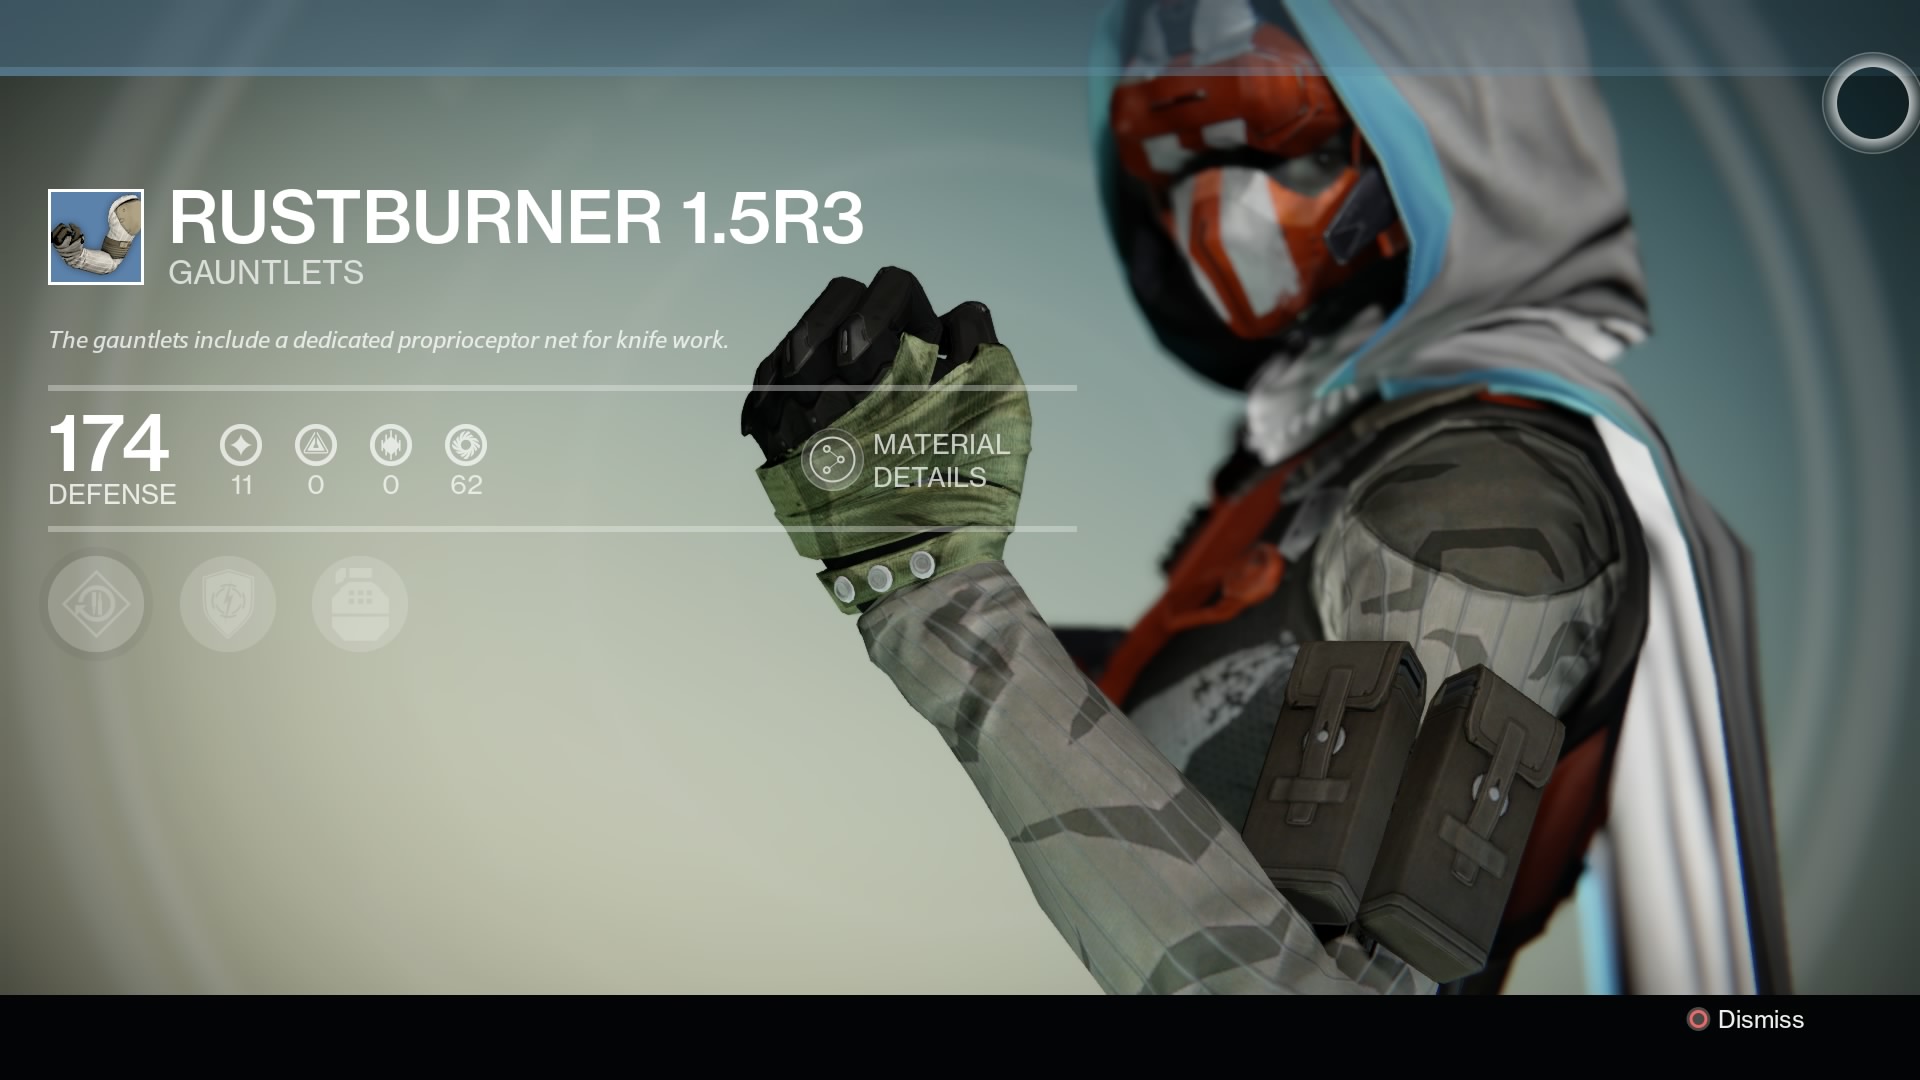 RUSTBURNER 1.5R3
GAUNTLETS
The gauntlets include a dedicated proprioceptor net for knife work.
174
DEFENSE
11 0 0 62
MATERIAL
DETAILS
Dismiss